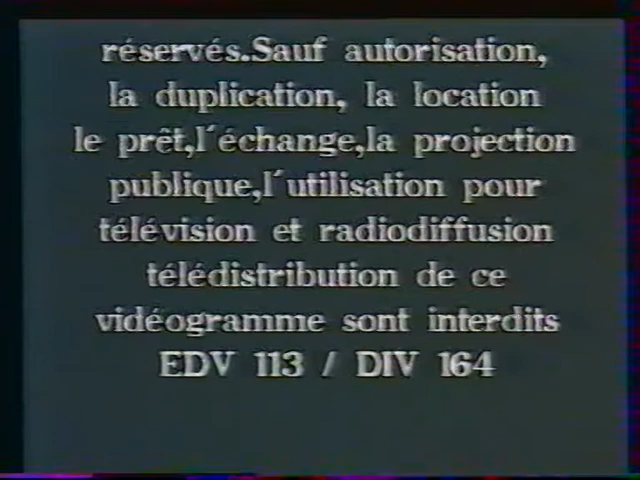 réservés.Sauf autorisation,
la duplication, la location
le prêt,l´échange,la projection
publique,l´utilisation pour
télévision et radiodiffusion
télédistribution de ce
vidéogramme sont interdits
EDV 113 / DIV 164